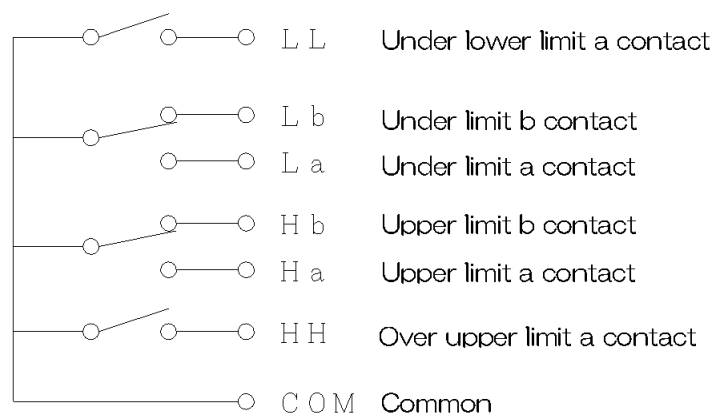 LL Under lower limit a contact
Lb Under limit b contact
La Under limit a contact
Hb Upper limit b contact
Ha Upper limit a contact
HH Over upper limit a contact
COM Common